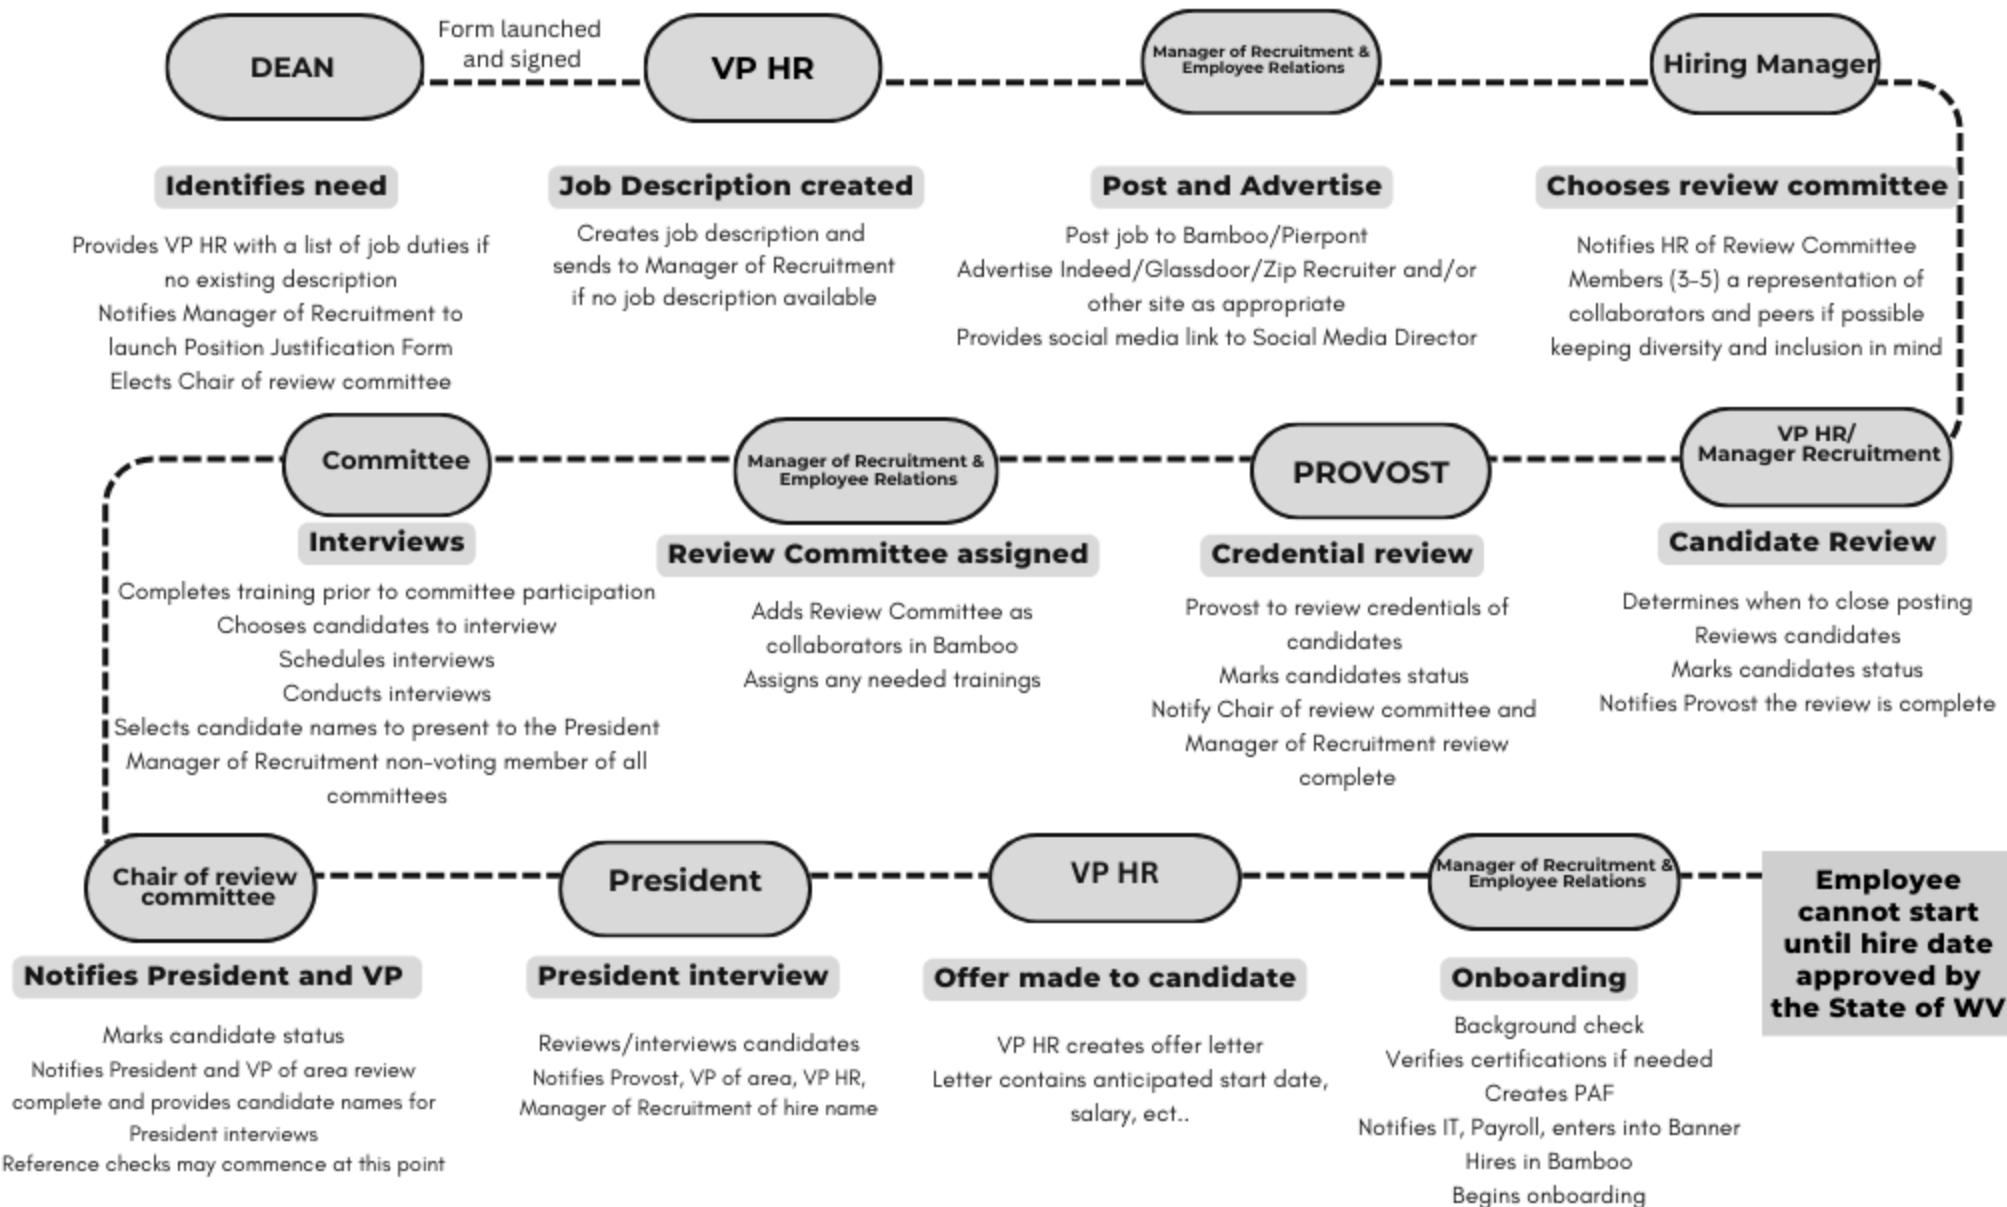 DEAN
Form launched
and signed
VP HR
Manager of Recruitment &
Employee Relations
Hiring Manager
Identifies need
Provides VP HR with a list of job duties if
no existing description
Notifies Manager of Recruitment to
launch Position Justification Form
Elects Chair of review committee
Job Description created
Creates job description and
sends to Manager of Recruitment
if no job description available
Post and Advertise
Post job to Bamboo/Pierpont
Advertise Indeed/Glassdoor/Zip Recruiter and/or
other site as appropriate
Provides social media link to Social Media Director
Chooses review committee
Notifies HR of Review Committee
Members (3-5) a representation of
collaborators and peers if possible
keeping diversity and inclusion in mind
VP HR/
Manager Recruitment
Candidate Review
Determines when to close posting
Reviews candidates
Marks candidates status
Notifies Provost the review is complete
PROVOST
Credential review
Provost to review credentials of
candidates
Marks candidates status
Notify Chair of review committee and
Manager of Recruitment review
complete
Manager of Recruitment &
Employee Relations
Review Committee assigned
Adds Review Committee as
collaborators in Bamboo
Assigns any needed trainings
Committee
Interviews
Completes training prior to committee participation
Chooses candidates to interview
Schedules interviews
Conducts interviews
Selects candidate names to present to the President
Manager of Recruitment non-voting member of all
committees
Chair of review
committee
Notifies President and VP
Marks candidate status
Notifies President and VP of area review
complete and provides candidate names for
President interviews
Reference checks may commence at this point
President
President interview
Reviews/interviews candidates
Notifies Provost, VP of area, VP HR,
Manager of Recruitment of hire name
VP HR
Offer made to candidate
VP HR creates offer letter
Letter contains anticipated start date,
salary, ect..
Manager of Recruitment &
Employee Relations
Onboarding
Background check
Verifies certifications if needed
Creates PAF
Notifies IT, Payroll, enters into Banner
Hires in Bamboo
Begins onboarding
Employee
cannot start
until hire date
approved by
the State of WV